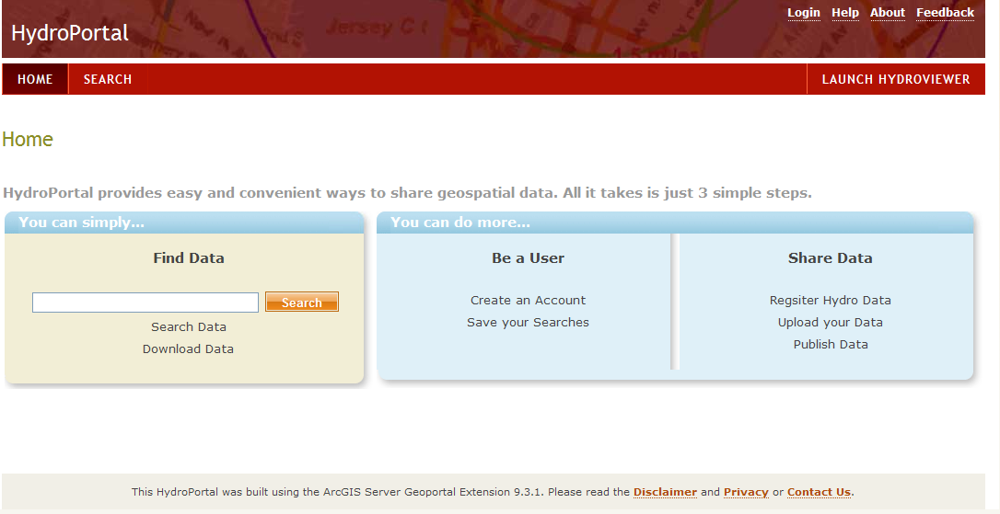 Login Help About Feedback
HydroPortal
Jersey C
4.5 miles
HOME SEARCH LAUNCH HYDROVIEWER
Home
HydroPortal provides easy and convenient ways to share geospatial data. All it takes is just 3 simple steps.
You can simply... You can do more...
Find Data Be a User Share Data
Search
Create an Account Regsiter Hydro Data
Search Data Save your Searches Upload your Data
Download Data Publish Data
This HydroPortal was built using the ArcGIS Server Geoportal Extension 9.3.1. Please read the Disclaimer and Privacy or Contact Us.